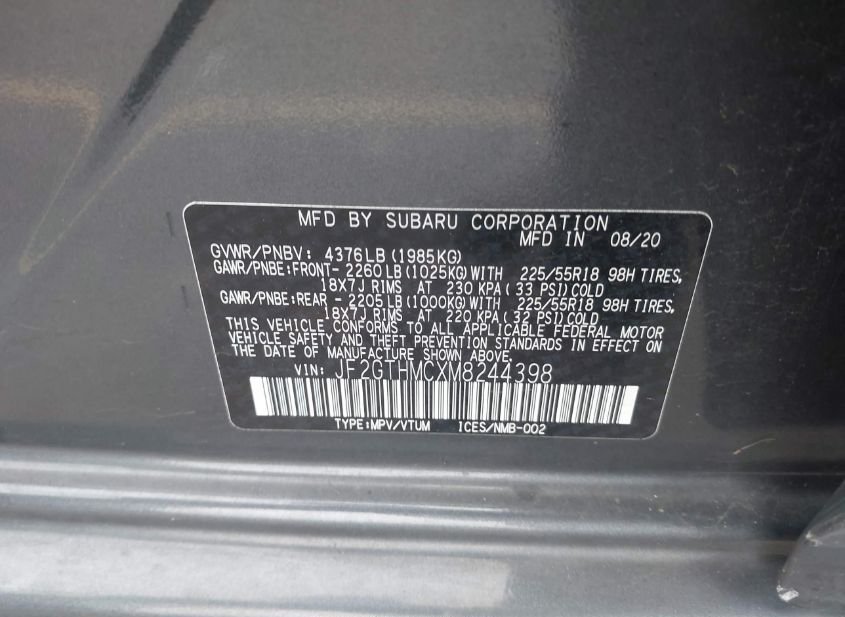 MFD BY SUBARU CORPORATION
MFD IN 08/20
GVWR/PNBV: 4376LB(1985KG)
GAWR/PNBE:FRONT- 2260LB(1025KG)WITH 225/55R18 98H TIRES,
18X7J RIMS AT 230 KPA(33 PSI)COLD
GAWR/PNBE:REAR - 2205LB(1000KG)WITH 225/55R18 98H TIRES,
18X7J RIMS AT 220 KPA(32 PSI)COLD
THIS VEHICLE CONFORMS TO ALL APPLICABLE FEDERAL MOTOR
VEHICLE SAFETY AND THEFT PREVENTION STANDARDS IN EFFECT ON
THE DATE OF MANUFACTURE SHOWN ABOVE.
VIN: JF2GTHMCXM8244398
TYPE:MPV/VTUM ICES/NMB-002